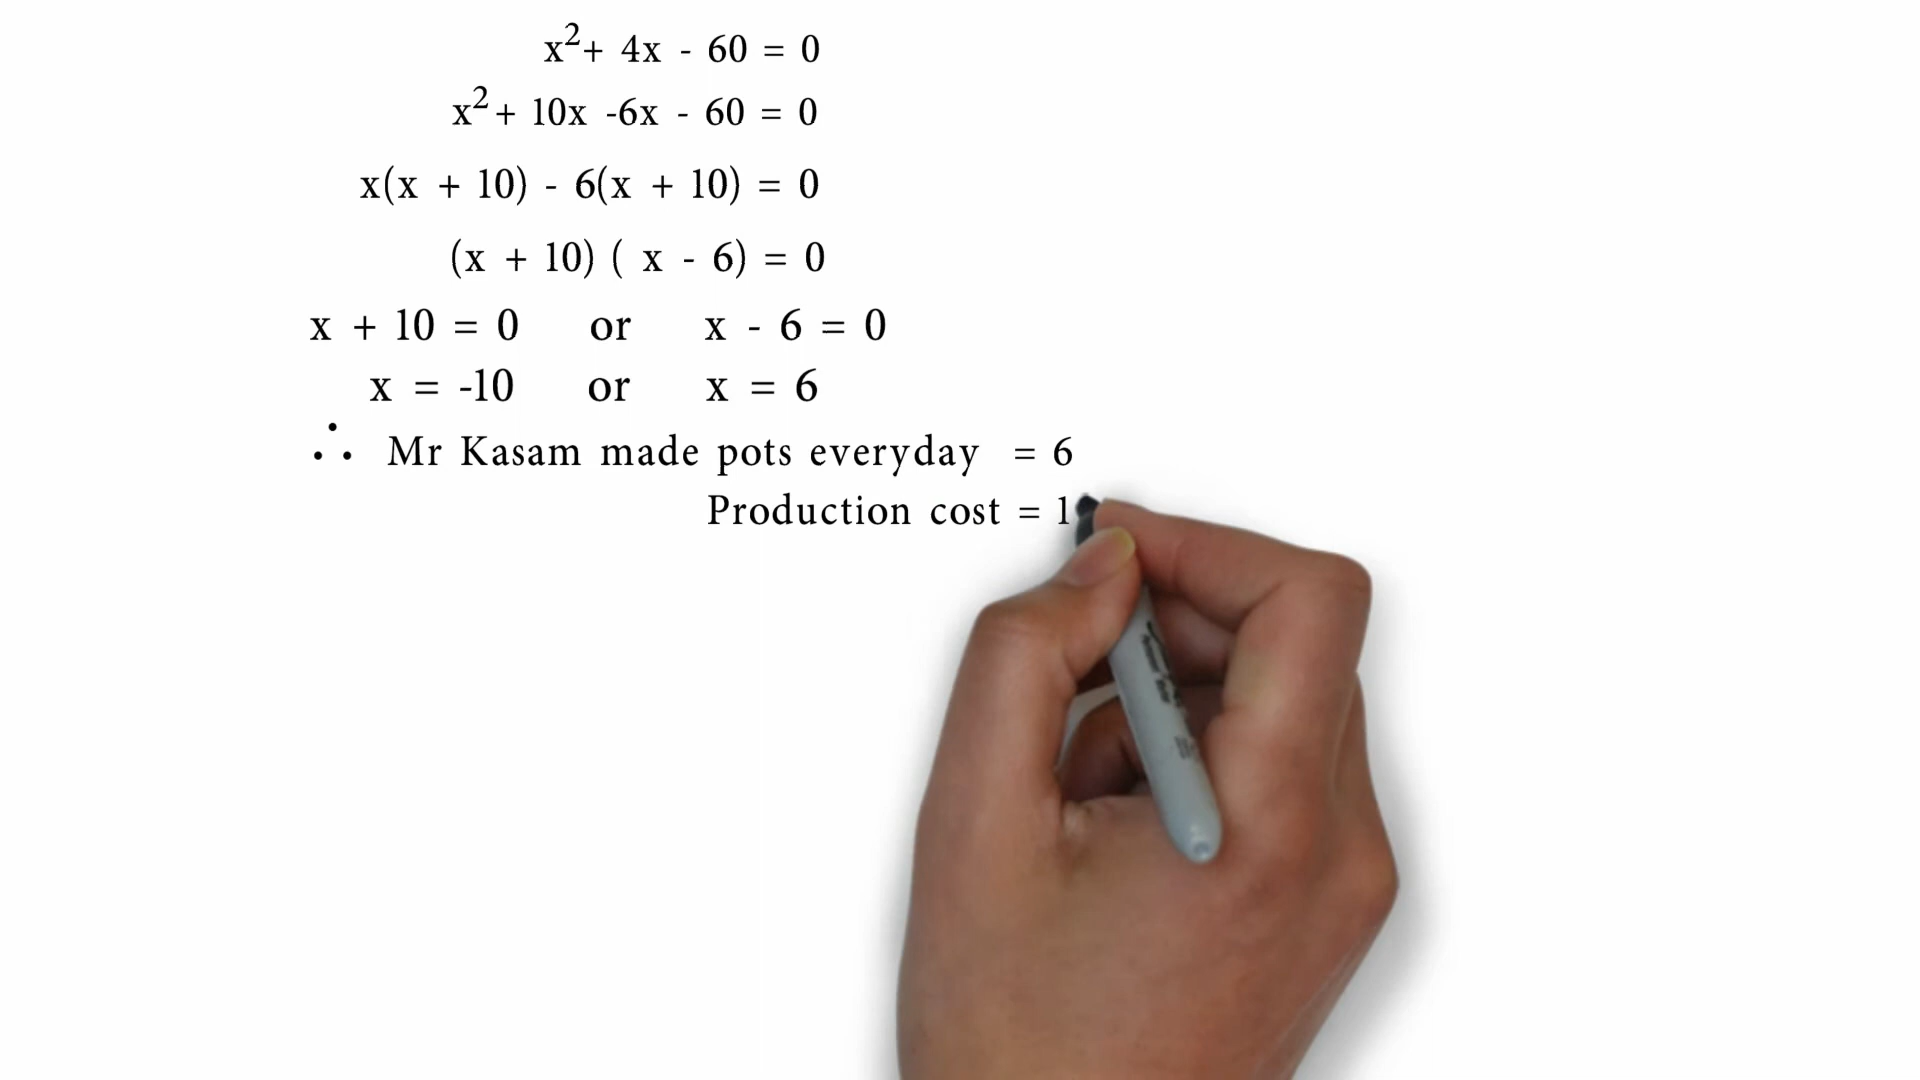 x²+ 4x - 60 = 0
x²+ 10x -6x - 60 = 0
x(x + 10) - 6(x + 10) = 0
(x + 10) ( x - 6) = 0
x + 10 = 0 or x - 6 = 0
x = -10 or x = 6
∴ Mr Kasam made pots everyday = 6
Production cost = 1